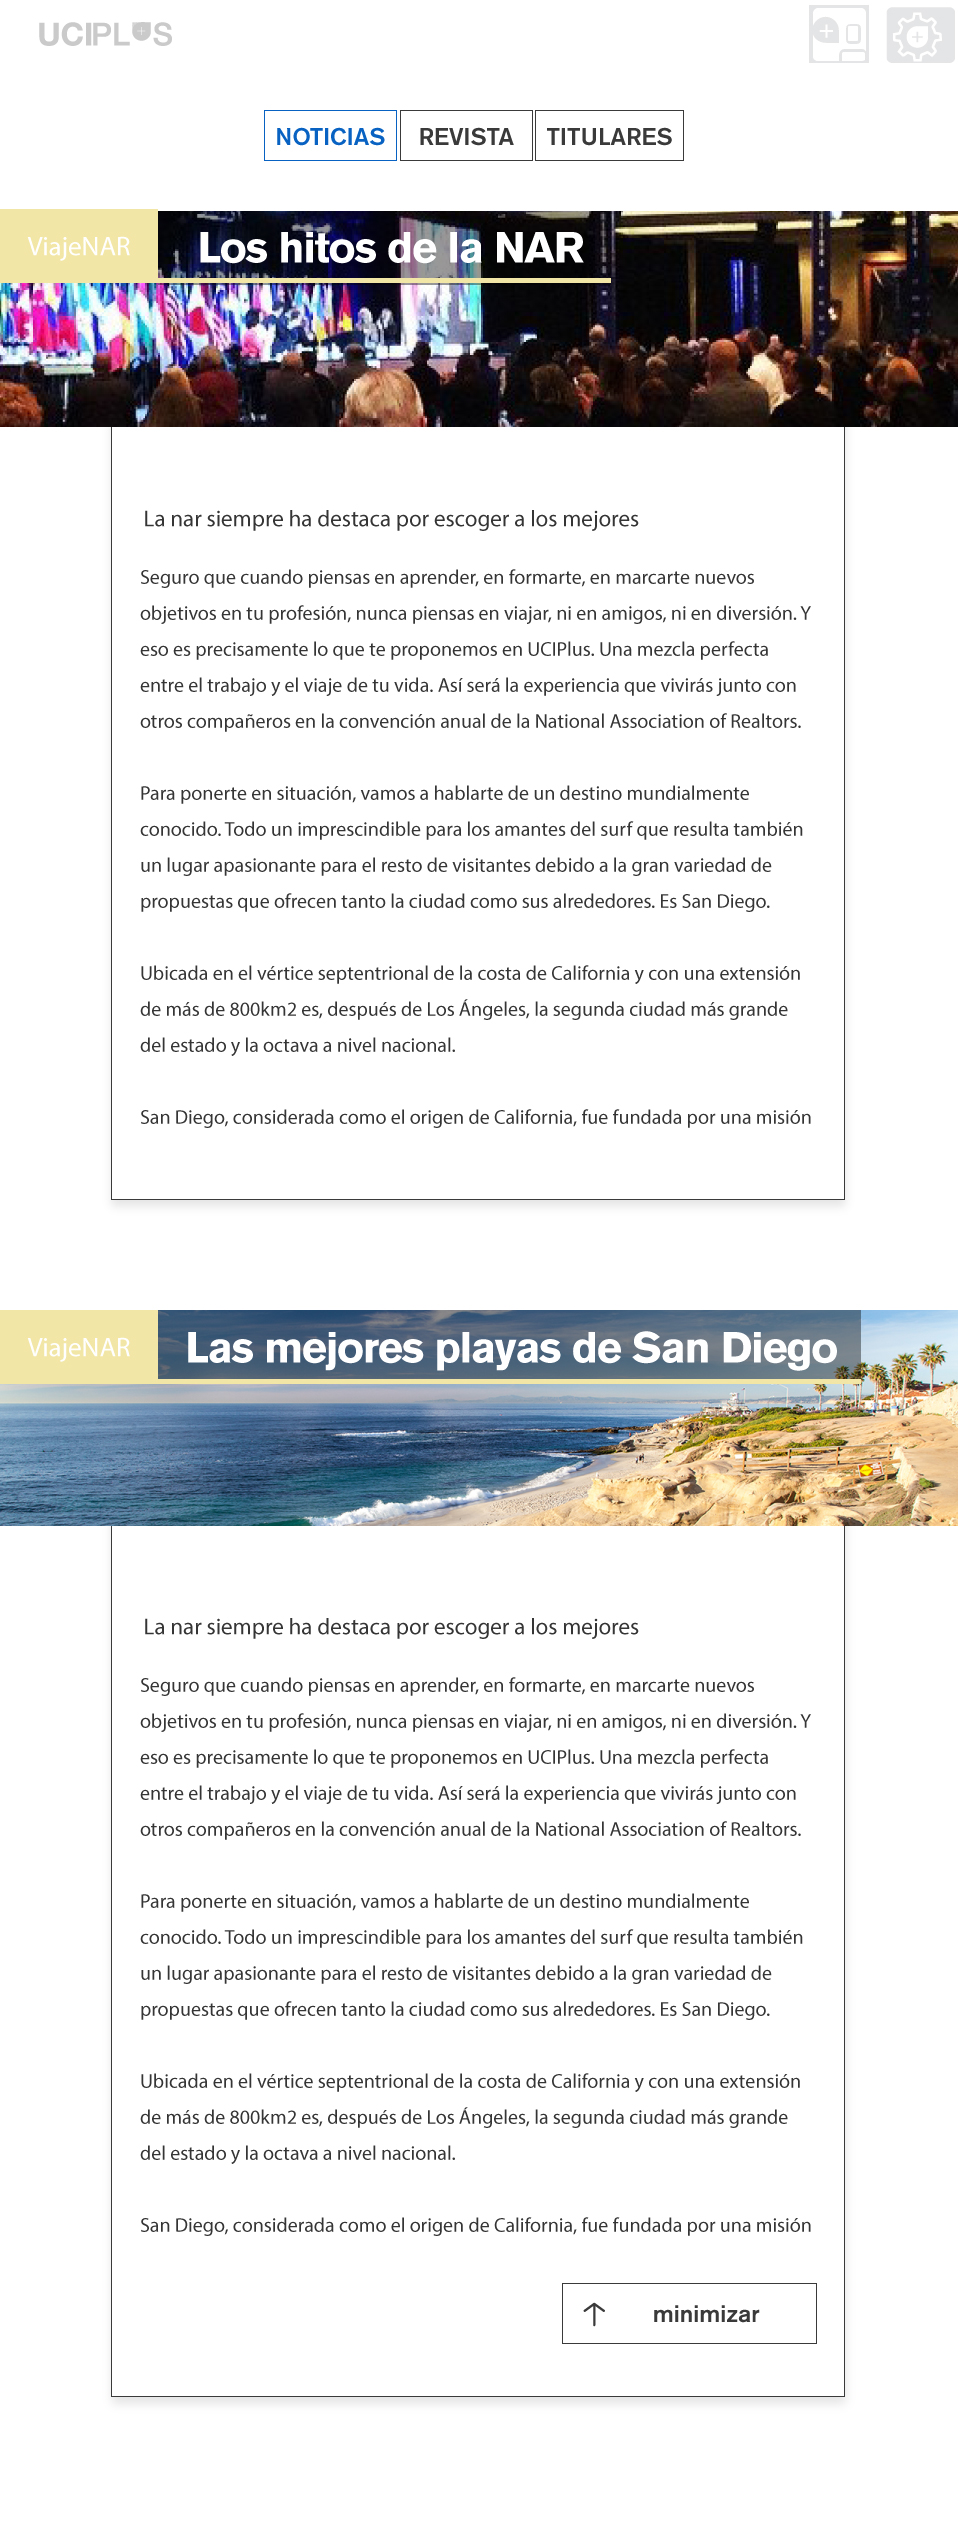 UCIPLUS
NOTICIAS
REVISTA
TITULARES
ViajeNAR
Los hitos de la NAR
La nar siempre ha destaca por escoger a los mejores
Seguro que cuando piensas en aprender, en formarte, en marcarte nuevos
objetivos en tu profesión, nunca piensas en viajar, ni en amigos, ni en diversión. Y
eso es precisamente lo que te proponemos en UCIPlus. Una mezcla perfecta
entre el trabajo y el viaje de tu vida. Así será la experiencia que vivirás junto con
otros compañeros en la convención anual de la National Association of Realtors.
Para ponerte en situación, vamos a hablarte de un destino mundialmente
conocido. Todo un imprescindible para los amantes del surf que resulta también
un lugar apasionante para el resto de visitantes debido a la gran variedad de
propuestas que ofrecen tanto la ciudad como sus alrededores. Es San Diego.
Ubicada en el vértice septentrional de la costa de California y con una extensión
de más de 800km2 es, después de Los Ángeles, la segunda ciudad más grande
del estado y la octava a nivel nacional.
San Diego, considerada como el origen de California, fue fundada por una misión
ViajeNAR
Las mejores playas de San Diego
La nar siempre ha destaca por escoger a los mejores
Seguro que cuando piensas en aprender, en formarte, en marcarte nuevos
objetivos en tu profesión, nunca piensas en viajar, ni en amigos, ni en diversión. Y
eso es precisamente lo que te proponemos en UCIPlus. Una mezcla perfecta
entre el trabajo y el viaje de tu vida. Así será la experiencia que vivirás junto con
otros compañeros en la convención anual de la National Association of Realtors.
Para ponerte en situación, vamos a hablarte de un destino mundialmente
conocido. Todo un imprescindible para los amantes del surf que resulta también
un lugar apasionante para el resto de visitantes debido a la gran variedad de
propuestas que ofrecen tanto la ciudad como sus alrededores. Es San Diego.
Ubicada en el vértice septentrional de la costa de California y con una extensión
de más de 800km2 es, después de Los Ángeles, la segunda ciudad más grande
del estado y la octava a nivel nacional.
San Diego, considerada como el origen de California, fue fundada por una misión
minimizar